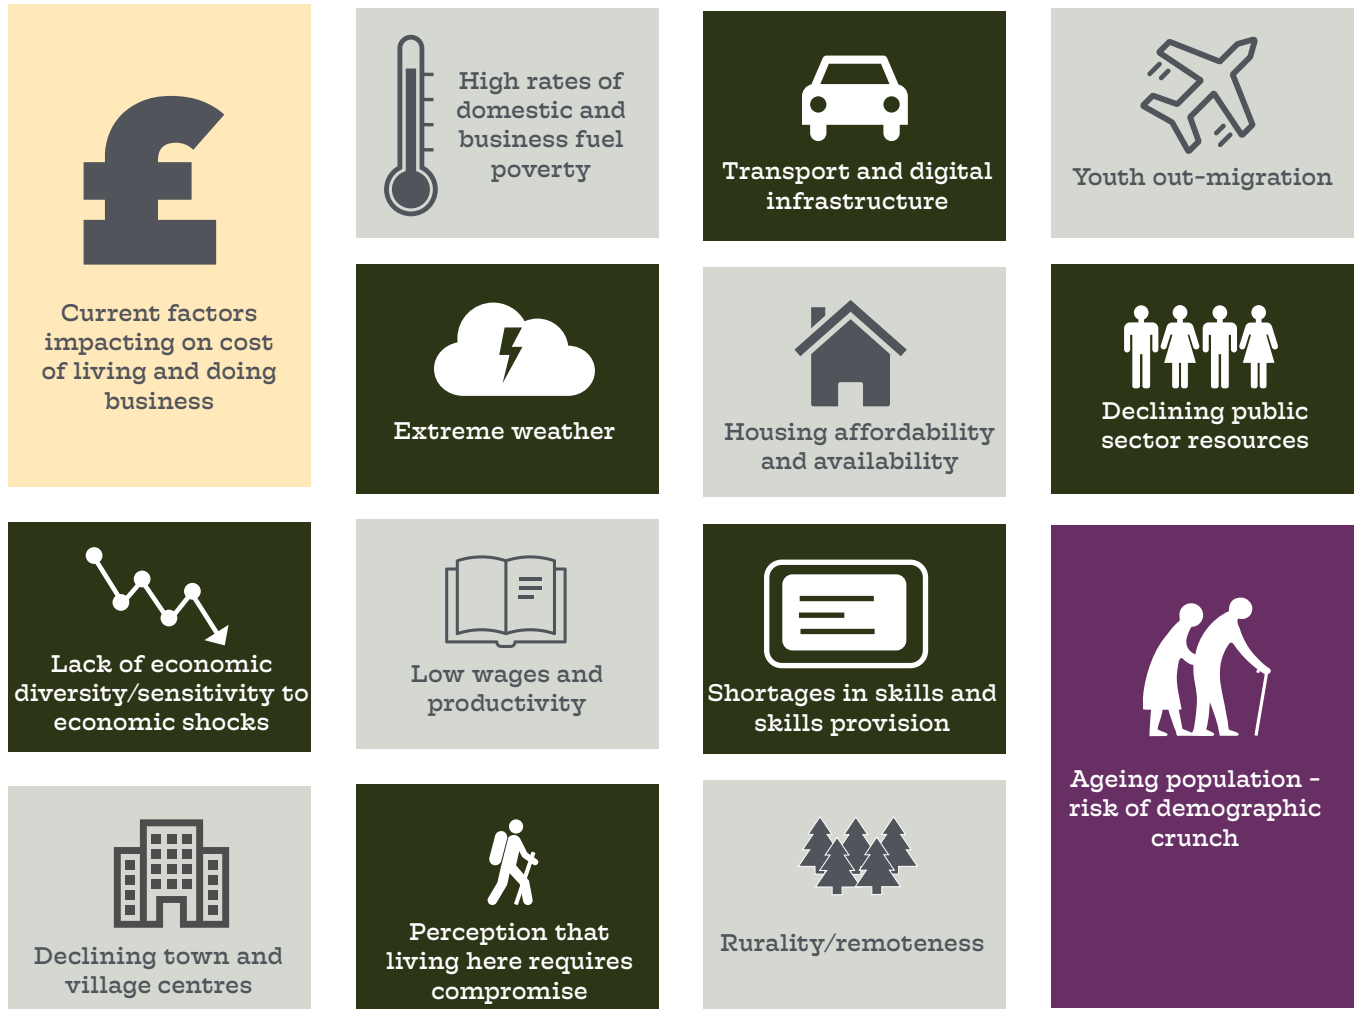 Current factors
impacting on cost
of living and doing
business
High rates of
domestic and
business fuel
poverty
Transport and digital
infrastructure
Youth out-migration
Extreme weather
Housing affordability
and availability
Declining public
sector resources
Lack of economic
diversity/sensitivity to
economic shocks
Low wages and
productivity
Shortages in skills and
skills provision
Ageing population -
risk of demographic
crunch
Declining town and
village centres
Perception that
living here requires
compromise
Rurality/remoteness